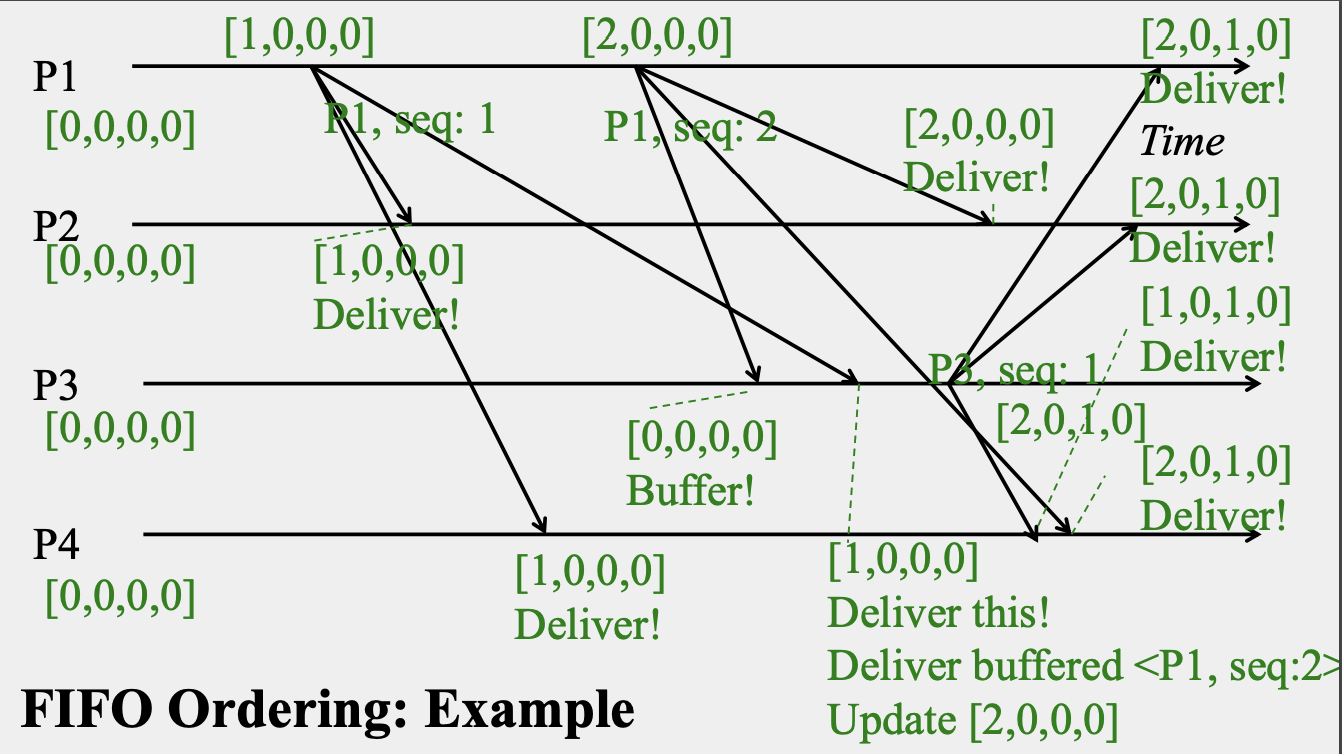 [1,0,0,0]
[2,0,0,0]
[2,0,1,0]
P1
Deliver!
[0,0,0,0]
P1, seq: 1
P1, seq: 2
[2,0,0,0]
Deliver!
Time
P2
[0,0,0,0]
[1,0,0,0]
Deliver!
[2,0,1,0]
Deliver!
[1,0,1,0]
Deliver!
P3
[0,0,0,0]
P3, seq: 1
[2,0,1,0]
[0,0,0,0]
Buffer!
[2,0,1,0]
Deliver!
P4
[0,0,0,0]
[1,0,0,0]
Deliver!
[1,0,0,0]
Deliver this!
Deliver buffered <P1, seq:2>
Update [2,0,0,0]
FIFO Ordering: Example